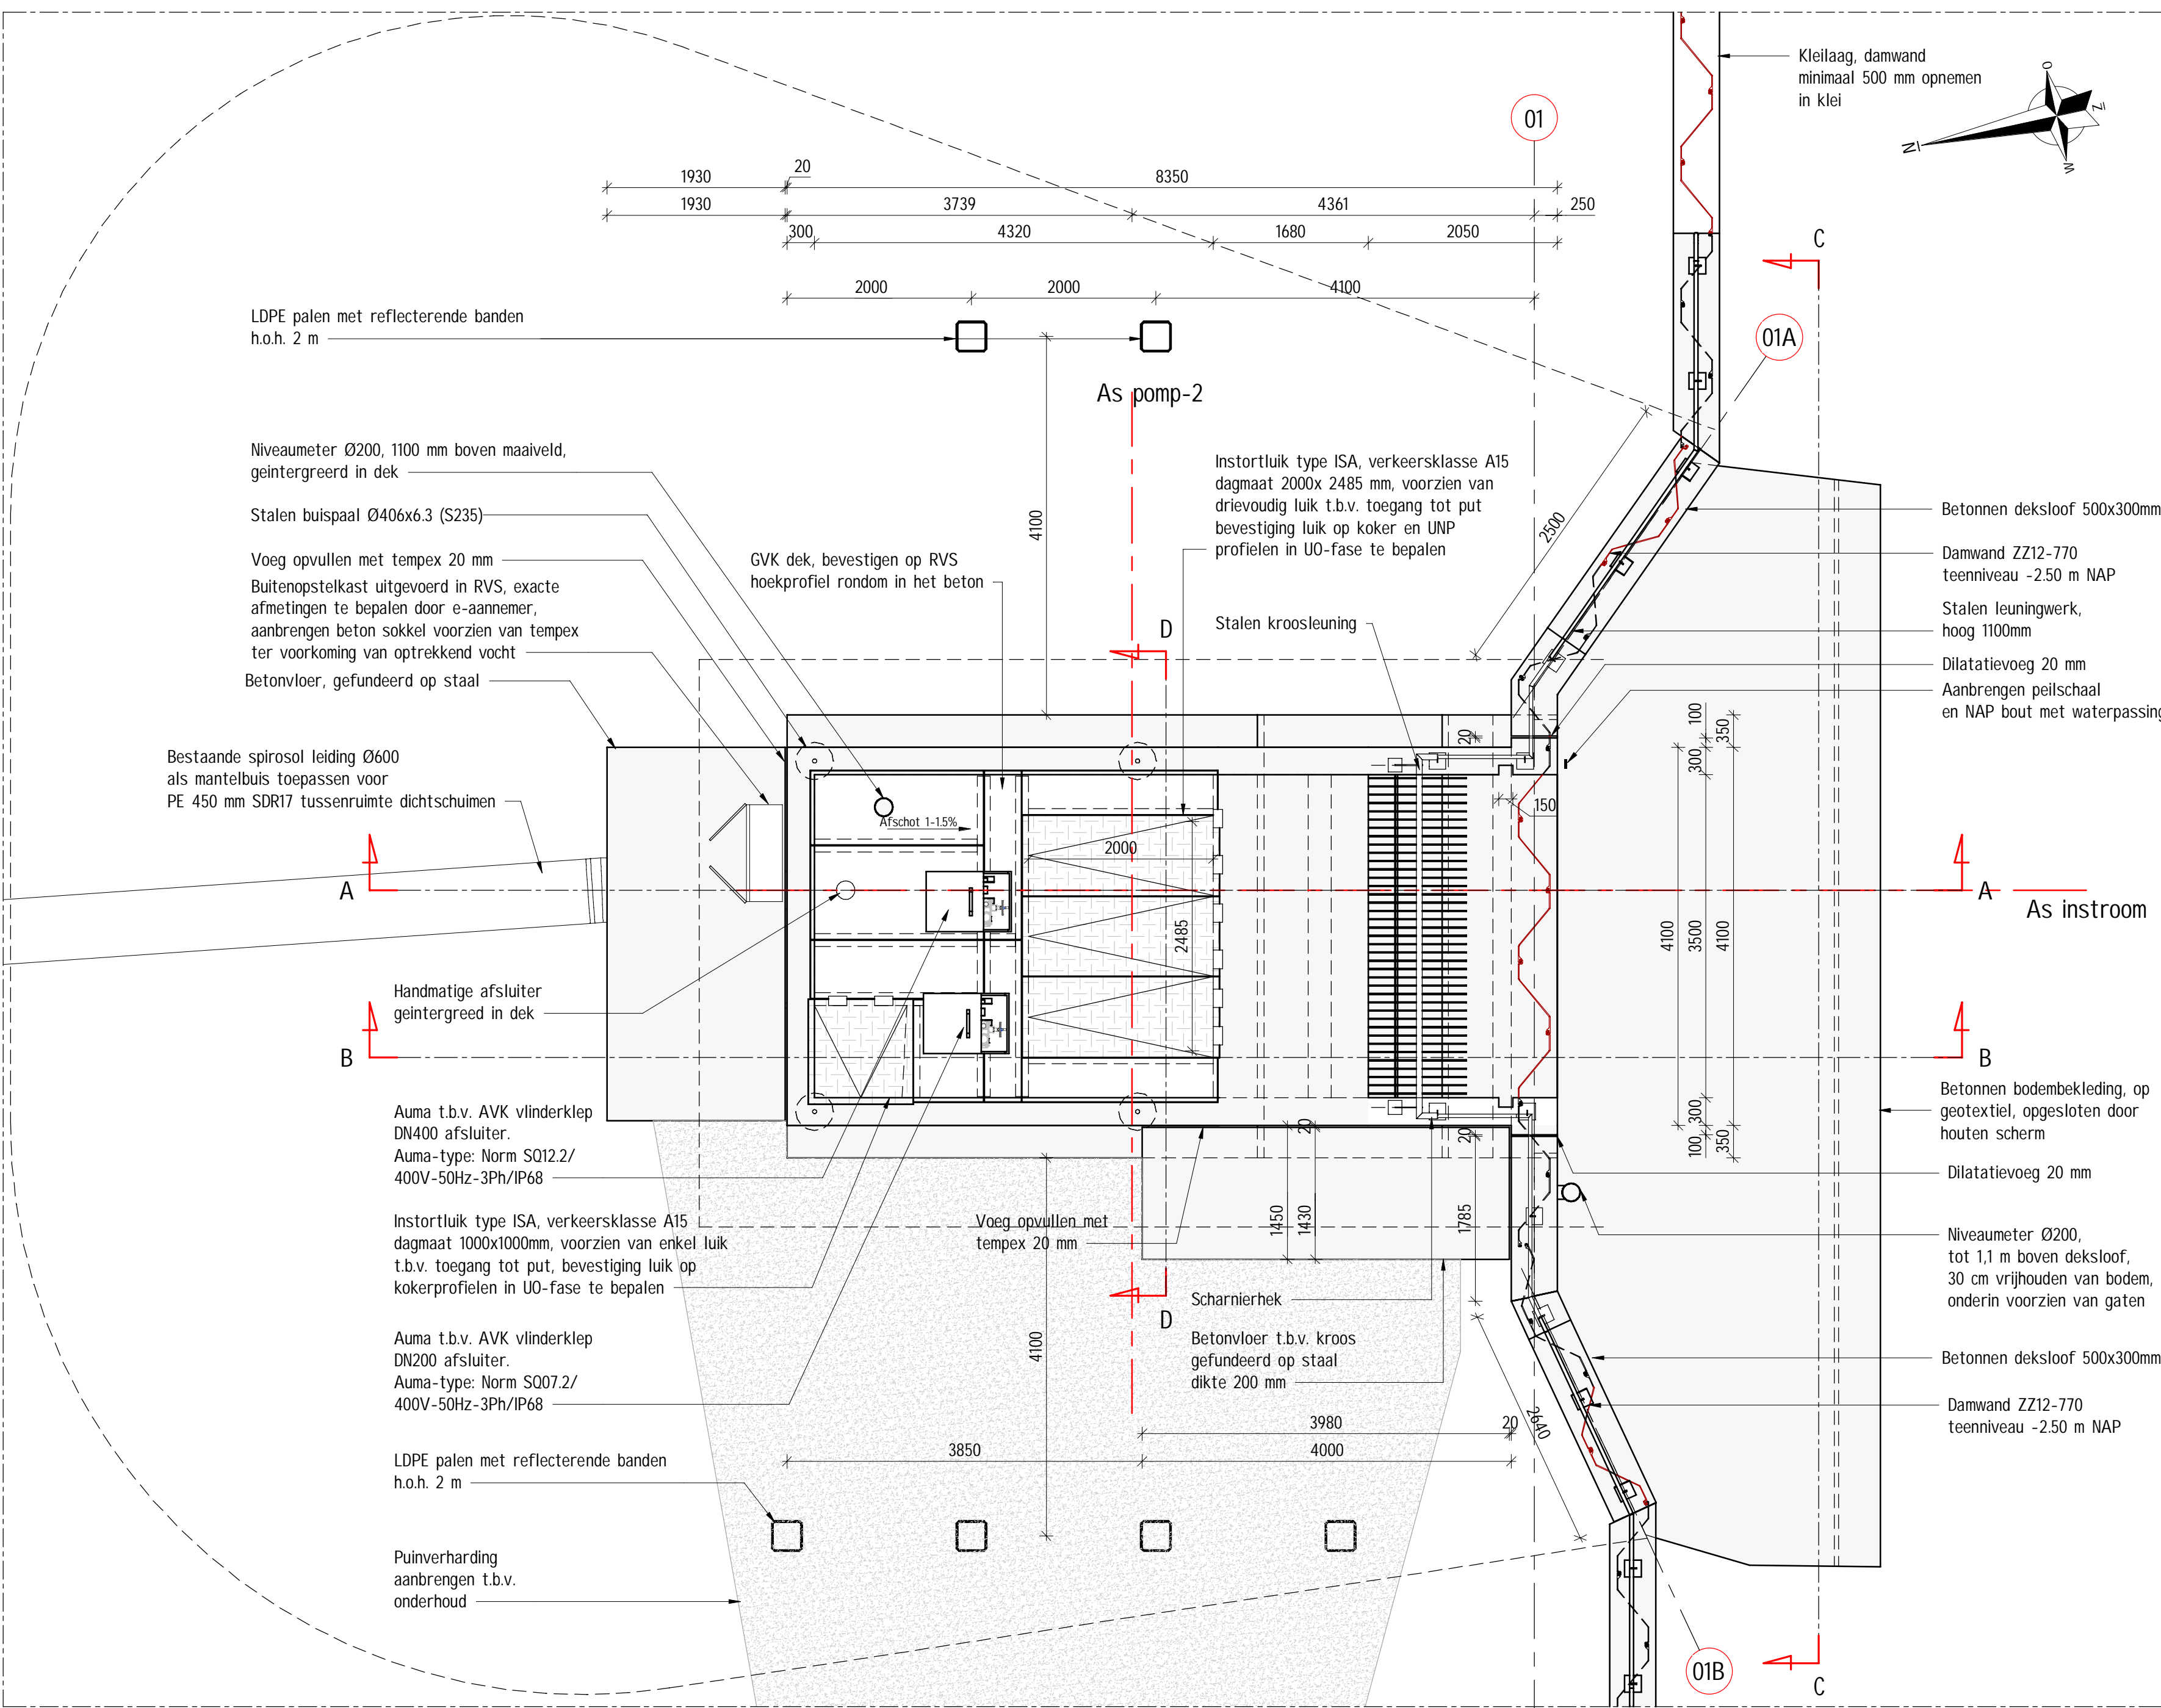 Kleilaag, damwand
minimaal 500 mm opnemen
in klei
O
Z
N
W
01
1930
20
8350
1930
3739
4361
250
300
4320
1680
2050
C
2000
2000
4100
LDPE palen met reflecterende banden
h.o.h. 2 m
01A
As pomp-2
Niveaumeter Ø200, 1100 mm boven maaiveld,
geintergreerd in dek
Instortluik type ISA, verkeersklasse A15
dagmaat 2000x 2485 mm, voorzien van
drievoudig luik t.b.v. toegang tot put
bevestiging luik op koker en UNP
profielen in UO-fase te bepalen
4100
2500
Stalen buispaal Ø406x6.3 (S235)
Betonnen deksloof 500x300mm
Voeg opvullen met tempex 20 mm
GVK dek, bevestigen op RVS
hoekprofiel rondom in het beton
Damwand ZZ12-770
teenniveau -2.50 m NAP
Buitenopstelkast uitgevoerd in RVS, exacte
afmetingen te bepalen door e-aannemer,
aanbrengen beton sokkel voorzien van tempex
ter voorkoming van optrekkend vocht
D
Stalen kroosleuning
Stalen leuningwerk,
hoog 1100mm
Dilatatievoeg 20 mm
Betonvloer, gefundeerd op staal
Aanbrengen peilschaal
en NAP bout met waterpassing
Bestaande spirosol leiding Ø600
als mantelbuis toepassen voor
PE 450 mm SDR17 tussenruimte dichtschuimen
20
100
350
300
150
Afschot 1-1.5%
2000
A
A
As instroom
2485
4100
3500
4100
Handmatige afsluiter
geintergreed in dek
B
B
Betonnen bodembekleding, op
geotextiel, opgesloten door
houten scherm
Auma t.b.v. AVK vlinderklep
DN400 afsluiter.
Auma-type: Norm SQ12.2/
400V-50Hz-3Ph/IP68
20
20
300
100
350
Dilatatievoeg 20 mm
Instortluik type ISA, verkeersklasse A15
dagmaat 1000x1000mm, voorzien van enkel luik
t.b.v. toegang tot put, bevestiging luik op
kokerprofielen in UO-fase te bepalen
Voeg opvullen met
tempex 20 mm
1450
1430
1785
Niveaumeter Ø200,
tot 1,1 m boven deksloof,
30 cm vrijhouden van bodem,
onderin voorzien van gaten
D
Scharnierhek
Auma t.b.v. AVK vlinderklep
DN200 afsluiter.
Auma-type: Norm SQ07.2/
400V-50Hz-3Ph/IP68
4100
Betonvloer t.b.v. kroos
gefundeerd op staal
dikte 200 mm
Betonnen deksloof 500x300mm
2640
Damwand ZZ12-770
teenniveau -2.50 m NAP
3980
20
3850
4000
LDPE palen met reflecterende banden
h.o.h. 2 m
Puinverharding
aanbrengen t.b.v.
onderhoud
01B
C